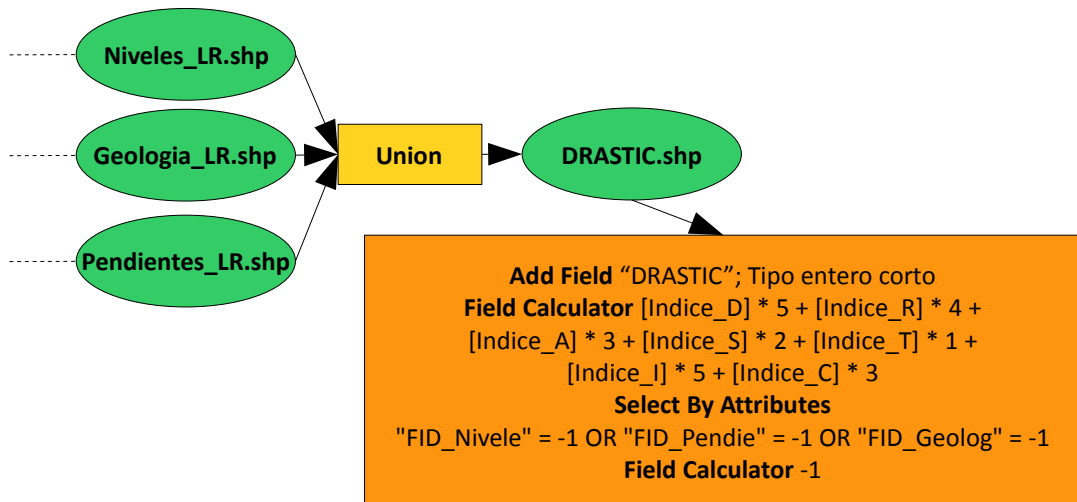 Niveles_LR.shp
Geologia_LR.shp
Union
DRASTIC.shp
Pendientes_LR.shp
Add Field “DRASTIC”; Tipo entero corto
Field Calculator [Indice_D] * 5 + [Indice_R] * 4 +
[Indice_A] * 3 + [Indice_S] * 2 + [Indice_T] * 1 +
[Indice_I] * 5 + [Indice_C] * 3
Select By Attributes
"FID_Nivele" = -1 OR "FID_Pendie" = -1 OR "FID_Geolog" = -1
Field Calculator -1